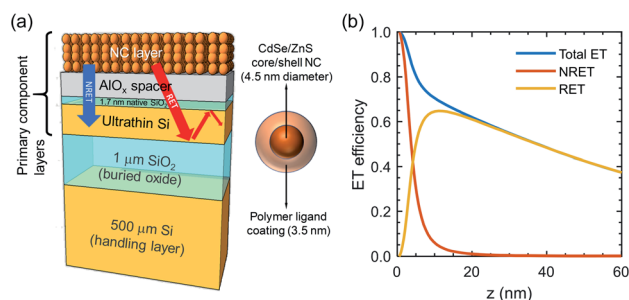 (a)
NC layer
NRET
RET
AlOx spacer
1.7 nm native SiO2
Ultrathin Si
1 μm SiO2
(buried oxide)
500 μm Si
(handling layer)
Primary component
layers
CdSe/ZnS
core/shell NC
(4.5 nm diameter)
Polymer ligand
coating (3.5 nm)
(b)
1.0
0.8
0.6
0.4
0.2
0.0
0
20
40
60
ET efficiency
z (nm)
Total ET
NRET
RET